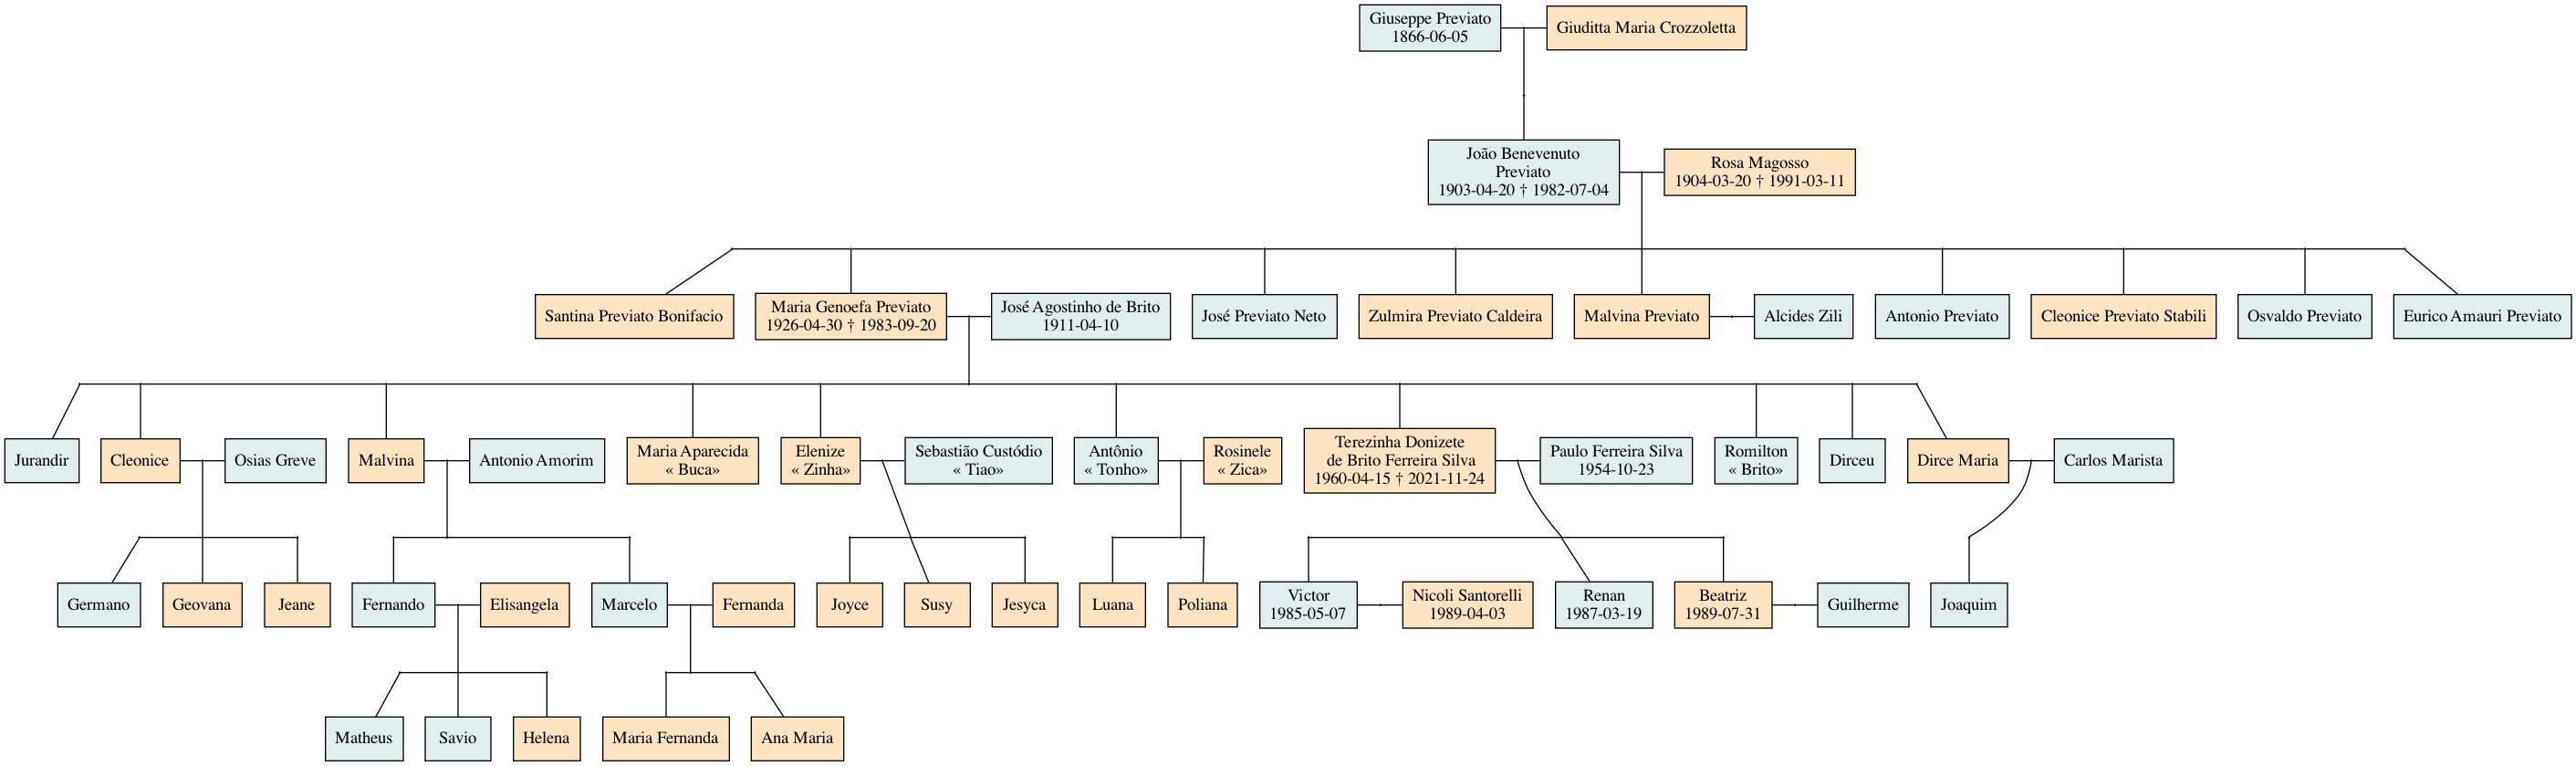 Giuseppe Previato
1866-06-05
Giuditta Maria Crozzoletta
João Benevenuto
Previato
1903-04-20 † 1982-07-04
Rosa Magosso
1904-03-20 † 1991-03-11
Santina Previato Bonifacio
Maria Genoefa Previato
1926-04-30 † 1983-09-20
José Agostinho de Brito
1911-04-10
José Previato Neto
Zulmira Previato Caldeira
Malvina Previato
Alcides Zili
Antonio Previato
Cleonice Previato Stabili
Osvaldo Previato
Eurico Amauri Previato
Jurandir
Cleonice
Osias Greve
Malvina
Antonio Amorim
Maria Aparecida
« Buca»
Elenize
« Zinha»
Sebastião Custódio
« Tiao»
Antônio
« Tonho»
Rosinele
« Zica»
Terezinha Donizete
de Brito Ferreira Silva
1960-04-15 † 2021-11-24
Paulo Ferreira Silva
1954-10-23
Romilton
« Brito»
Dirceu
Dirce Maria
Carlos Marista
Germano
Geovana
Jeane
Fernando
Elisangela
Marcelo
Fernanda
Joyce
Susy
Jesyca
Luana
Poliana
Victor
1985-05-07
Nicoli Santorelli
1989-04-03
Renan
1987-03-19
Beatriz
1989-07-31
Guilherme
Joaquim
Matheus
Savio
Helena
Maria Fernanda
Ana Maria